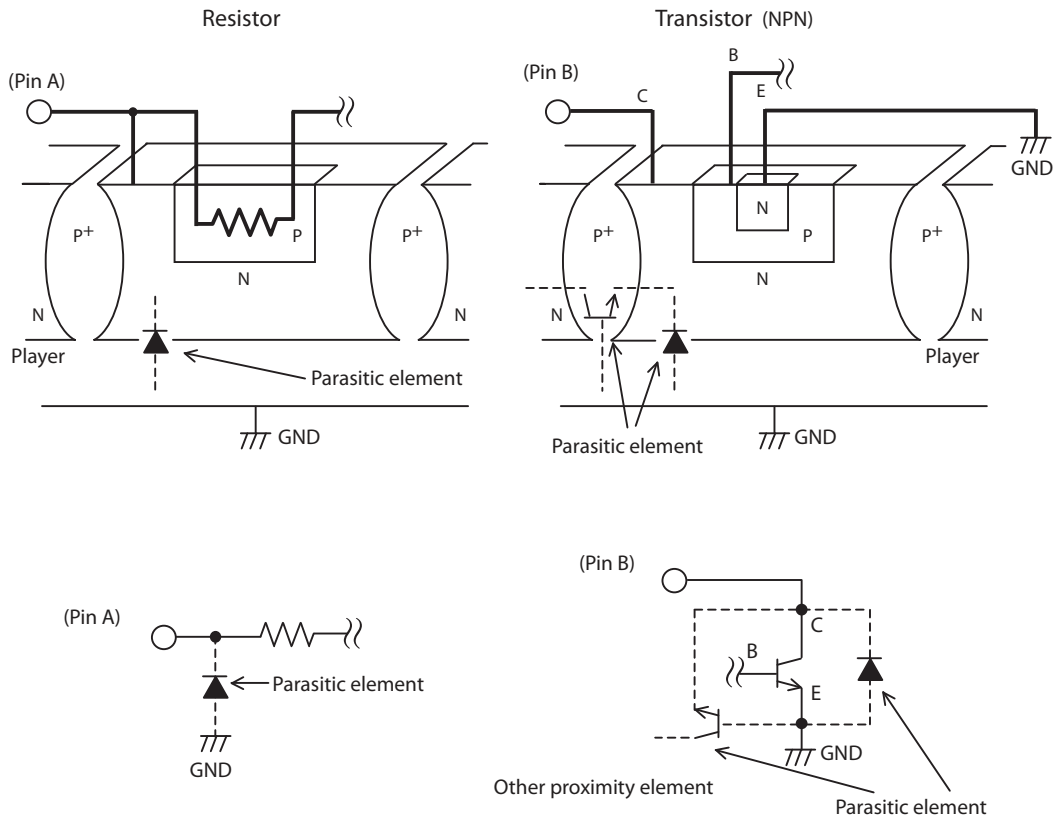 Resistor
Transistor (NPN)
(Pin A)
(Pin B)
C
B
E
GND
P+
P
P+
N
N
N
Player
Parasitic element
GND
P+
N
P
P+
N
N
N
Player
Parasitic element
GND
(Pin A)
Parasitic element
GND
(Pin B)
C
B
E
GND
Other proximity element
Parasitic element